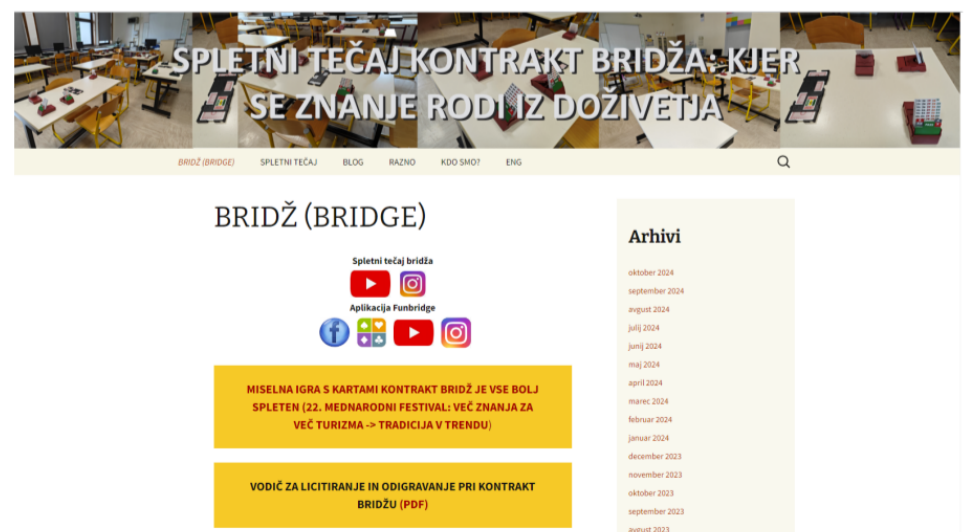 SPLETNI TEČAJ KONTRAKT BRIDŽA: KJER
SE ZNANJE RODI IZ DOŽIVETJA
BRIDŽ (BRIDGE)
SPLETNI TEČAJ
BLOG
RAZNO
KDO SMO?
ENG
BRIDŽ (BRIDGE)
Spletni tečaj bridža
Aplikacija Funbridge
MISELNA IGRA S KARTAMI KONTRAKT BRIDŽ JE VSE BOLJ
SPLETEN (22. MEDNARODNI FESTIVAL: VEČ ZNANJA ZA
VEČ TURIZMA -> TRADICIJA V TRENDU)
VODIČ ZA LICITIRANJE IN ODIGRAVANJE PRI KONTRAKT
BRIDŽU (PDF)
Arhivi
oktober 2024
september 2024
avgust 2024
julij 2024
junij 2024
maj 2024
april 2024
marec 2024
februar 2024
januar 2024
december 2023
november 2023
oktober 2023
september 2023
avgust 2023